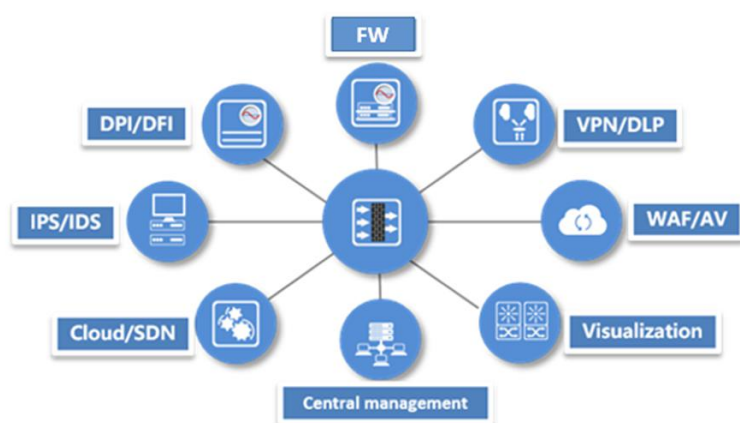 FW
DPI/DFI
VPN/DLP
IPS/IDS
WAF/AV
Cloud/SDN
Visualization
Central management